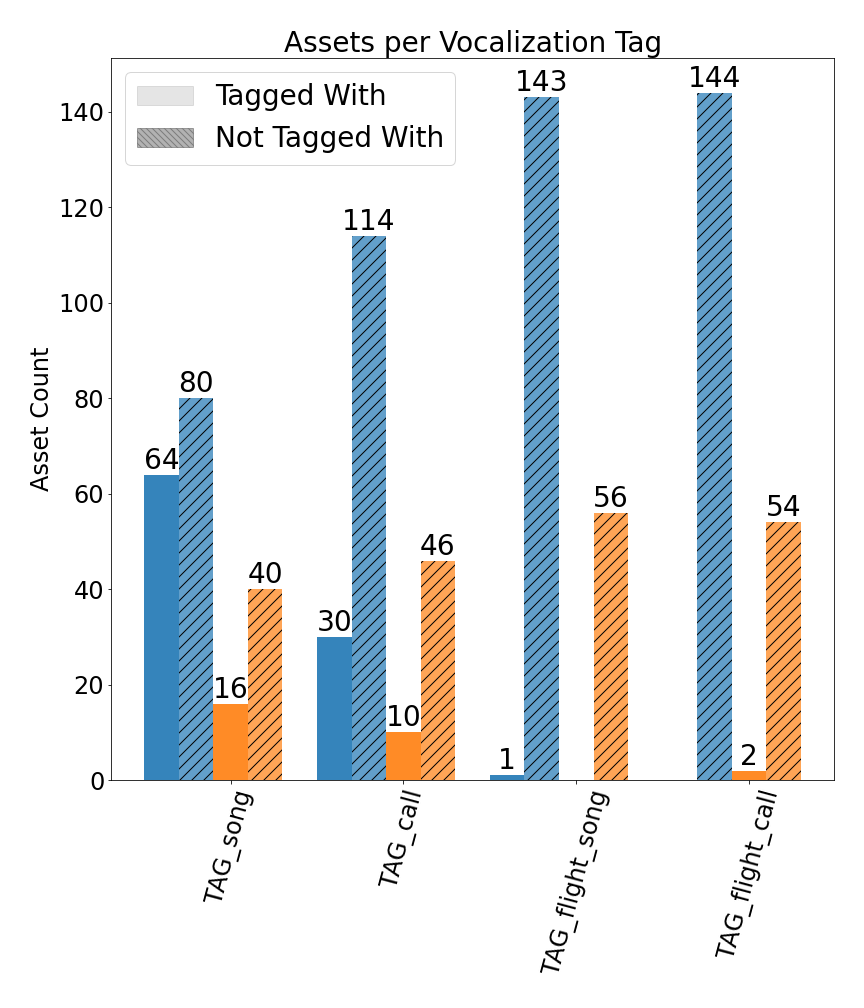 Assets per Vocalization Tag
Tagged With
Not Tagged With
Asset Count
140
120
100
80
60
40
20
0
64
80
16
40
30
114
10
46
1
143
56
144
2
54
TAG_song
TAG_call
TAG_flight_song
TAG_flight_call